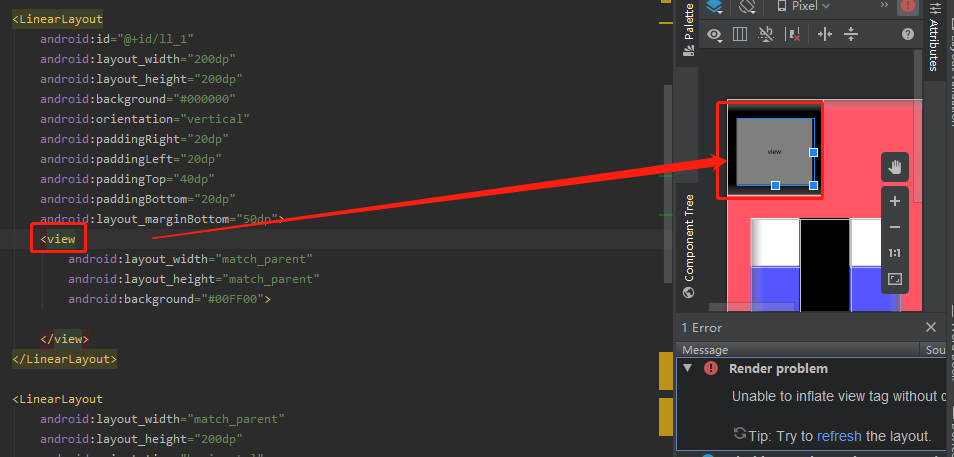 <LinearLayout
android:id="@+id/ll_1"
android:layout_width="200dp"
android:layout_height="200dp"
android:background="#000000"
android:orientation="vertical"
android:paddingRight="20dp"
android:paddingLeft="20dp"
android:paddingTop="40dp"
android:paddingBottom="20dp"
android:layout_marginBottom="50dp">
<view
android:layout_width="match_parent"
android:layout_height="match_parent"
android:background="#00FF00">
</view>
</LinearLayout>
<LinearLayout
android:layout_width="match_parent"
android:layout_height="200dp"
Palette
Pixel
»
Attributes
view
Component Tree
1:1
1 Error
Message
Sou
Render problem
Unable to inflate view tag without
Tip: Try to refresh the layout.